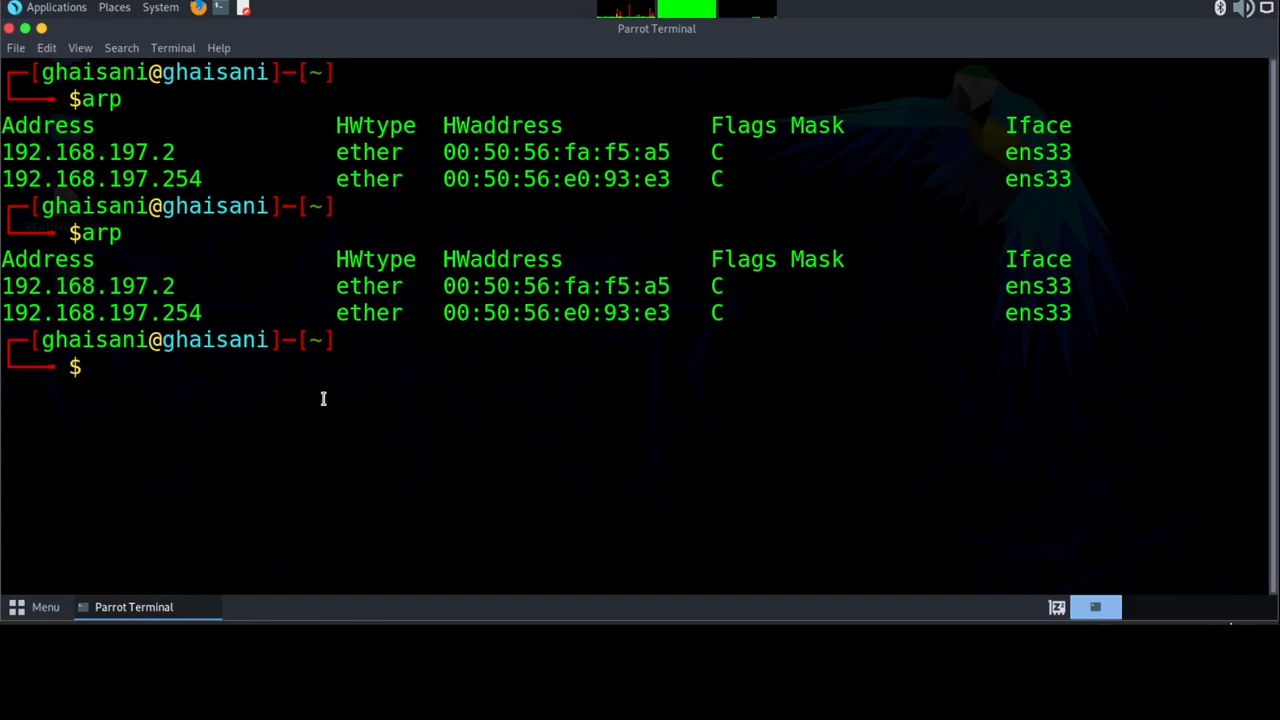 Applications Places System
Parrot Terminal
File Edit View Search Terminal Help
[ghaisani@ghaisani]─[~]
$arp
Address HWtype HWaddress Flags Mask Iface
192.168.197.2 ether 00:50:56:fa:f5:a5 C ens33
192.168.197.254 ether 00:50:56:e0:93:e3 C ens33
[ghaisani@ghaisani]─[~]
$arp
Address HWtype HWaddress Flags Mask Iface
192.168.197.2 ether 00:50:56:fa:f5:a5 C ens33
192.168.197.254 ether 00:50:56:e0:93:e3 C ens33
[ghaisani@ghaisani]─[~]
$
Menu Parrot Terminal